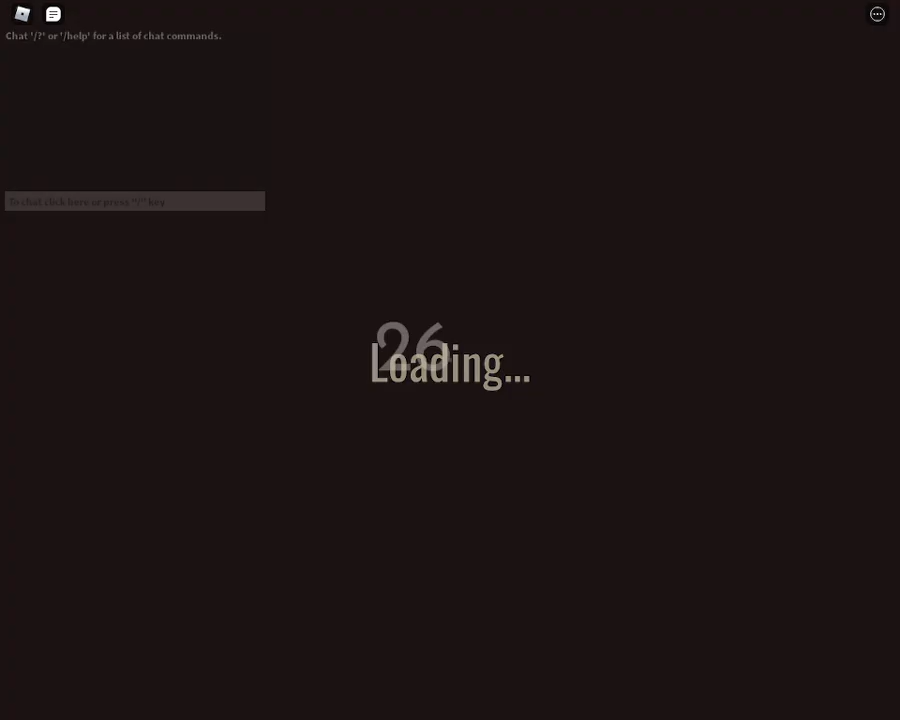 Chat '/?' or '/help' for a list of chat commands.
To chat click here or press "/" key
26
Loading...